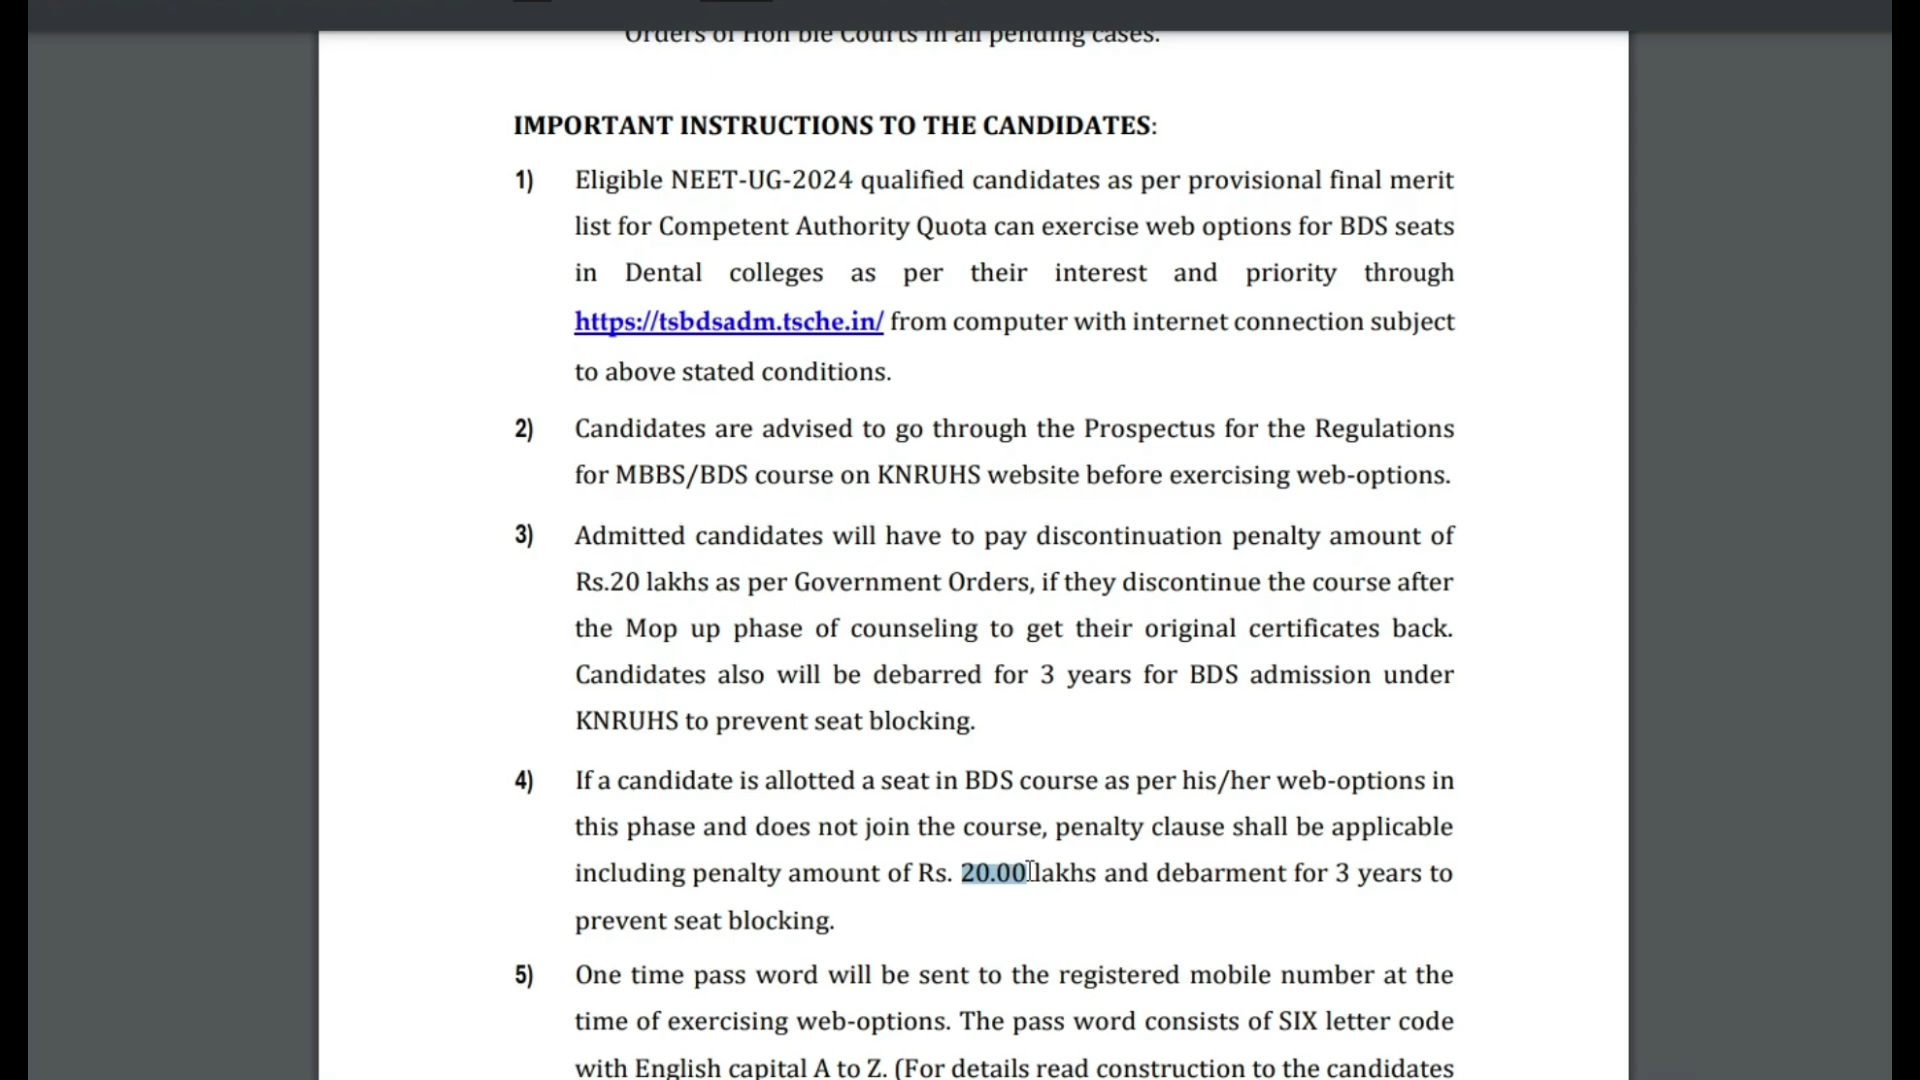 Orders of Hon'ble Courts in all pending cases.
IMPORTANT INSTRUCTIONS TO THE CANDIDATES:
1) Eligible NEET-UG-2024 qualified candidates as per provisional final merit
list for Competent Authority Quota can exercise web options for BDS seats
in Dental colleges as per their interest and priority through
https://tsbdsadm.tsche.in/ from computer with internet connection subject
to above stated conditions.
2) Candidates are advised to go through the Prospectus for the Regulations
for MBBS/BDS course on KNRUHS website before exercising web-options.
3) Admitted candidates will have to pay discontinuation penalty amount of
Rs.20 lakhs as per Government Orders, if they discontinue the course after
the Mop up phase of counseling to get their original certificates back.
Candidates also will be debarred for 3 years for BDS admission under
KNRUHS to prevent seat blocking.
4) If a candidate is allotted a seat in BDS course as per his/her web-options in
this phase and does not join the course, penalty clause shall be applicable
including penalty amount of Rs. 20.00 lakhs and debarment for 3 years to
prevent seat blocking.
5) One time pass word will be sent to the registered mobile number at the
time of exercising web-options. The pass word consists of SIX letter code
with English capital A to Z. (For details read construction to the candidates